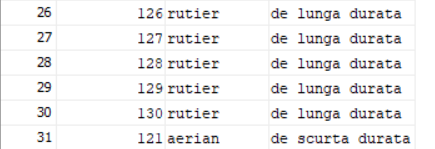 26 126 rutier de lunga durata
27 127 rutier de lunga durata
28 128 rutier de lunga durata
29 129 rutier de lunga durata
30 130 rutier de lunga durata
31 121 aerian de scurta durata